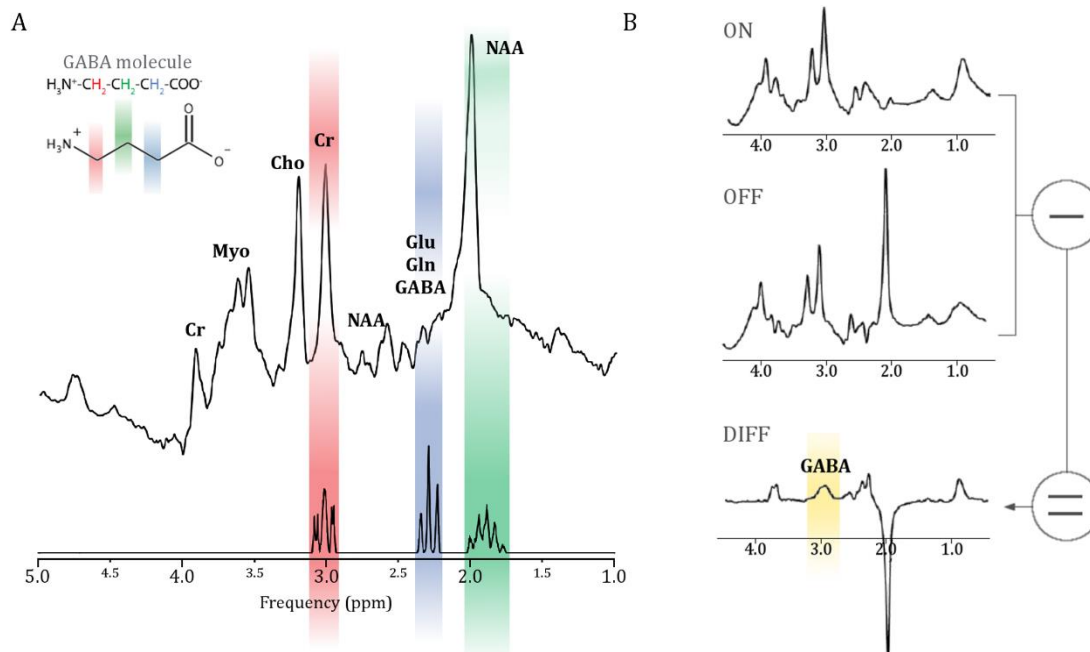 A
GABA molecule
H₃N⁺-CH₂-CH₂-CH₂-COO⁻
H₃N
+
O
O
−
NAA
Cr
Cho
Glu
Gln
GABA
Myo
NAA
Cr
5.0 4.5 4.0 3.5 3.0 2.5 2.0 1.5 1.0
Frequency (ppm)
B
ON
4.0 3.0 2.0 1.0
OFF
4.0 3.0 2.0 1.0
DIFF
GABA
4.0 3.0 2.0 1.0